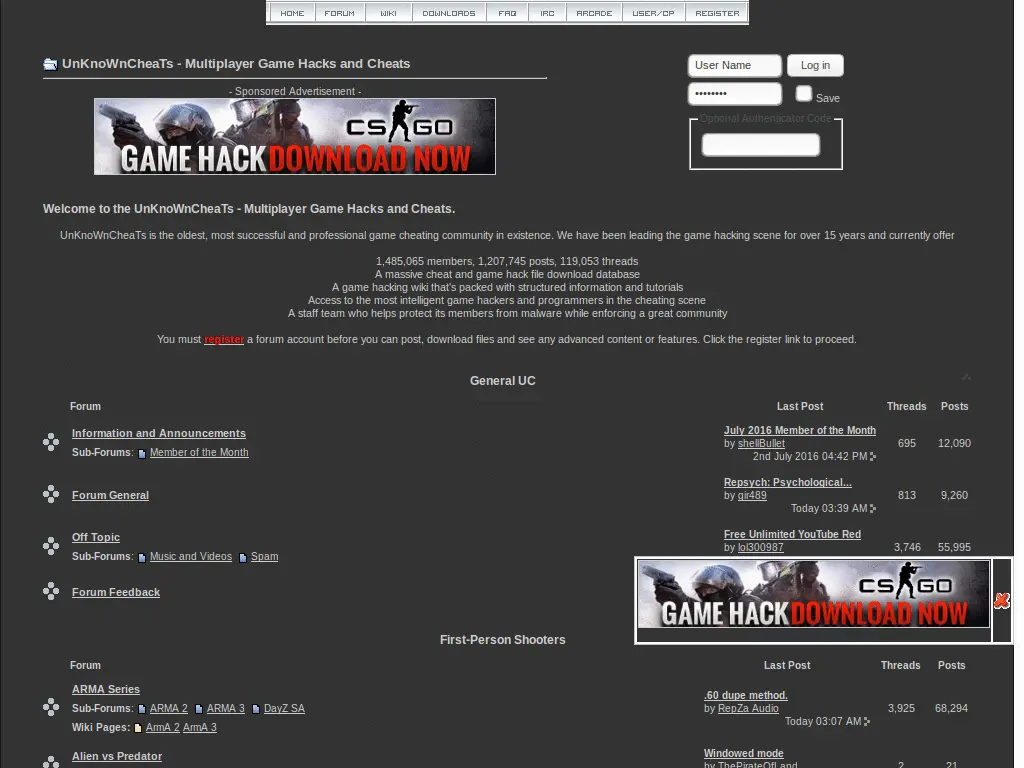 HOME FORUM WIKI DOWNLOADS FAQ IRC ARCADE USER/CP REGISTER
UnKnoWnCheaTs - Multiplayer Game Hacks and Cheats
User Name Log in
•••••••• Save
Optional Authenticator Code
- Sponsored Advertisement -
CS GO
GAME HACK DOWNLOAD NOW
Welcome to the UnKnoWnCheaTs - Multiplayer Game Hacks and Cheats.
UnKnoWnCheaTs is the oldest, most successful and professional game cheating community in existence. We have been leading the game hacking scene for over 15 years and currently offer
1,485,065 members, 1,207,745 posts, 119,053 threads
A massive cheat and game hack file download database
A game hacking wiki that's packed with structured information and tutorials
Access to the most intelligent game hackers and programmers in the cheating scene
A staff team who helps protect its members from malware while enforcing a great community
You must register a forum account before you can post, download files and see any advanced content or features. Click the register link to proceed.
General UC
Forum Last Post Threads Posts
Information and Announcements
Sub-Forums: Member of the Month
July 2016 Member of the Month
by shellBullet
2nd July 2016 04:42 PM
695 12,090
Forum General
Repsych: Psychological...
by qir489
Today 03:39 AM
813 9,260
Off Topic
Sub-Forums: Music and Videos Spam
Free Unlimited YouTube Red
by lol300987
3,746 55,995
Forum Feedback
CS GO
GAME HACK DOWNLOAD NOW
First-Person Shooters
Forum Last Post Threads Posts
ARMA Series
Sub-Forums: ARMA 2 ARMA 3 DayZ SA
Wiki Pages: ArmA 2 ArmA 3
.60 dupe method.
by RepZa Audio
Today 03:07 AM
3,925 68,294
Alien vs Predator
Windowed mode
by ThePirateOfLand
2 21